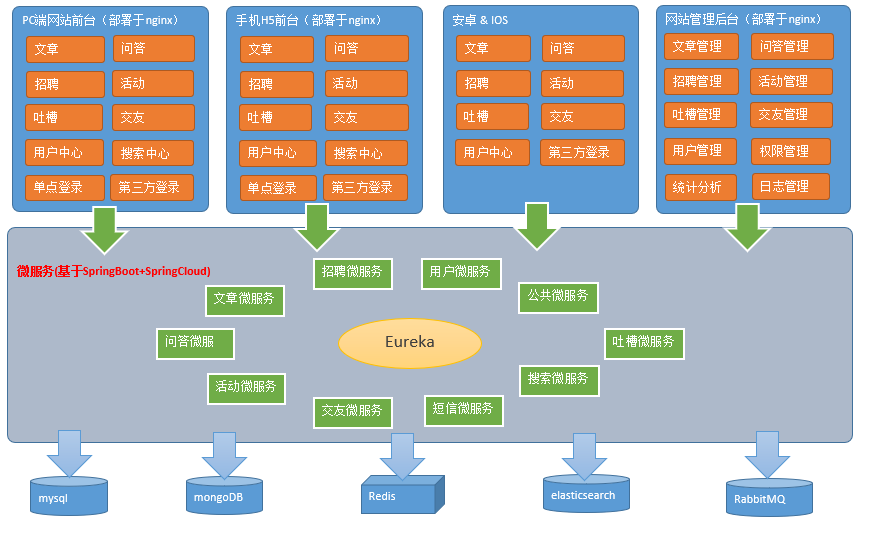 PC端网站前台（部署于nginx）
文章
问答
招聘
活动
吐槽
交友
用户中心
搜索中心
单点登录
第三方登录
手机H5前台（部署于nginx）
文章
问答
招聘
活动
吐槽
交友
用户中心
搜索中心
单点登录
第三方登录
安卓 & IOS
文章
问答
招聘
活动
吐槽
交友
用户中心
第三方登录
网站管理后台（部署于nginx）
文章管理
问答管理
招聘管理
活动管理
吐槽管理
交友管理
用户管理
权限管理
统计分析
日志管理
微服务(基于SpringBoot+SpringCloud)
招聘微服务
用户微服务
文章微服务
公共微服务
问答微服
Eureka
吐槽微服务
活动微服务
搜索微服务
交友微服务
短信微服务
mysql
mongoDB
Redis
elasticsearch
RabbitMQ